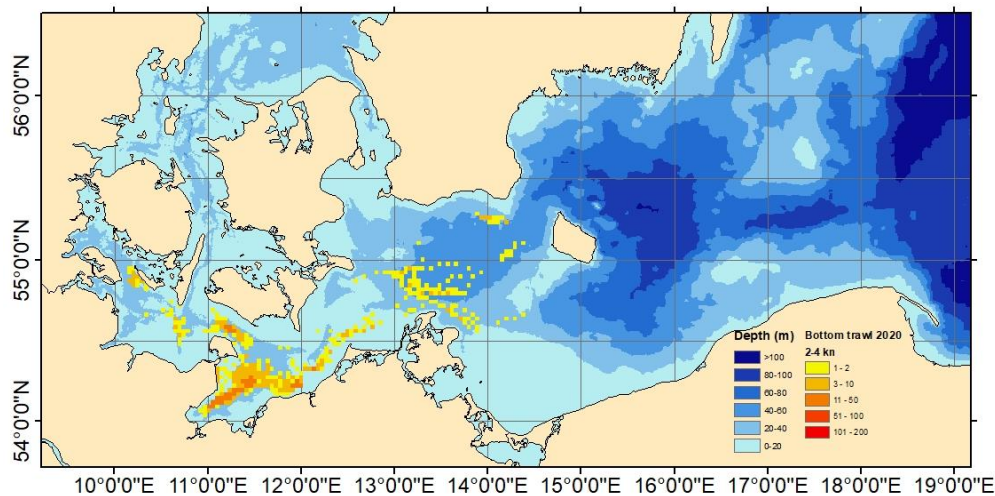 56°0'0"N
55°0'0"N
54°0'0"N
Depth (m)
>100
80-100
60-80
40-60
20-40
0-20
Bottom trawl 2020
2-4 kn
1 - 2
3 - 10
11 - 50
51 - 100
101 - 200
10°0'0"E 11°0'0"E 12°0'0"E 13°0'0"E 14°0'0"E 15°0'0"E 16°0'0"E 17°0'0"E 18°0'0"E 19°0'0"E